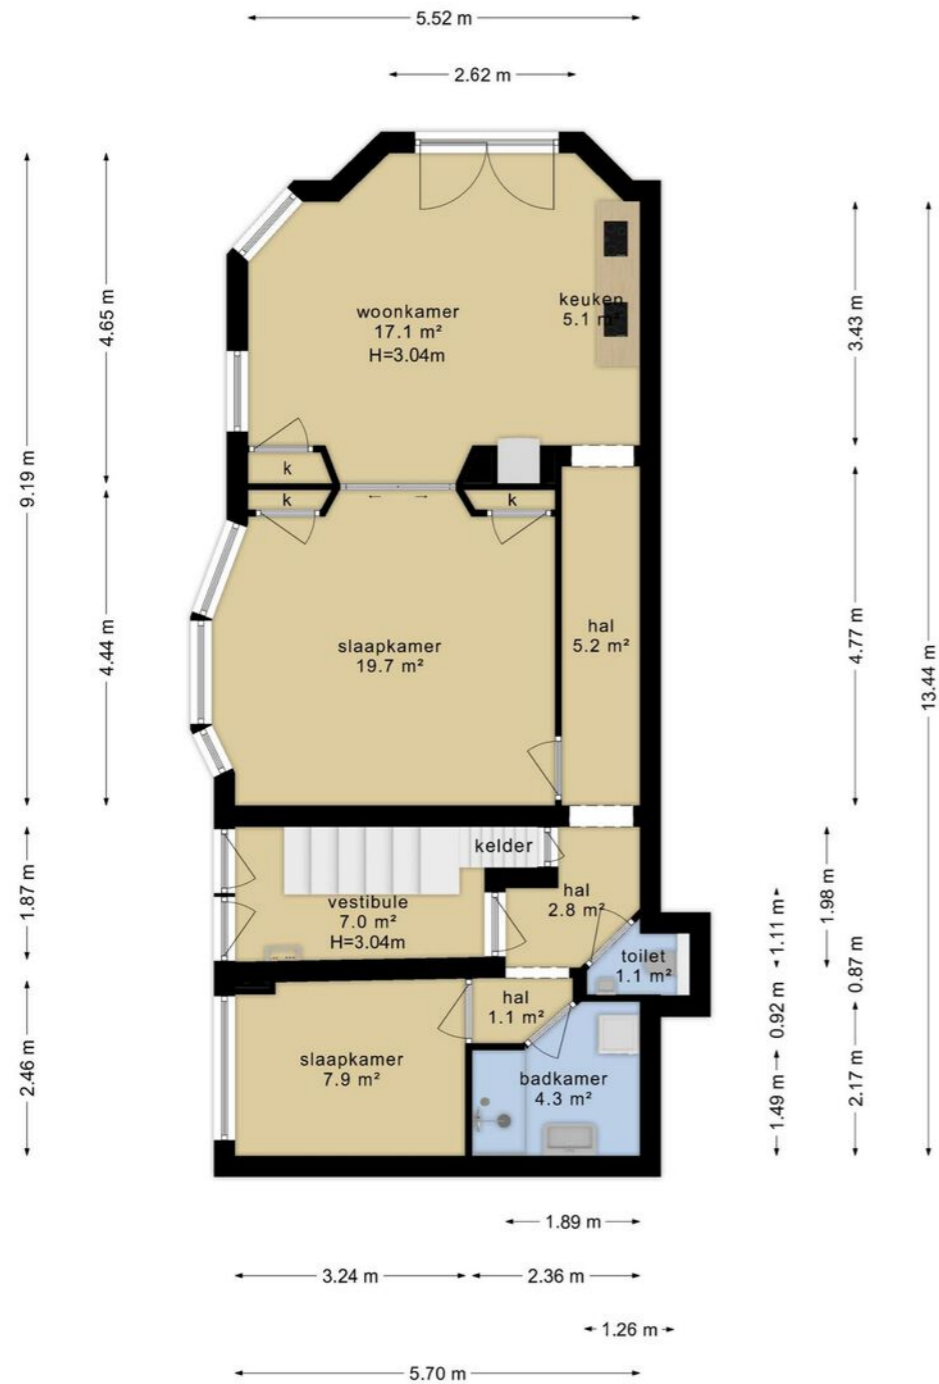 5.52 m
2.62 m
9.19 m
4.65 m
4.44 m
1.87 m
2.46 m
woonkamer
17.1 m²
H=3.04m
keuken
5.1 m²
k
k
k
slaapkamer
19.7 m²
hal
5.2 m²
kelder
vestibule
7.0 m²
H=3.04m
hal
2.8 m²
toilet
1.1 m²
hal
1.1 m²
slaapkamer
7.9 m²
badkamer
4.3 m²
3.43 m
4.77 m
13.44 m
1.98 m
1.11 m
0.87 m
0.92 m
1.49 m
2.17 m
1.89 m
3.24 m
2.36 m
1.26 m
5.70 m